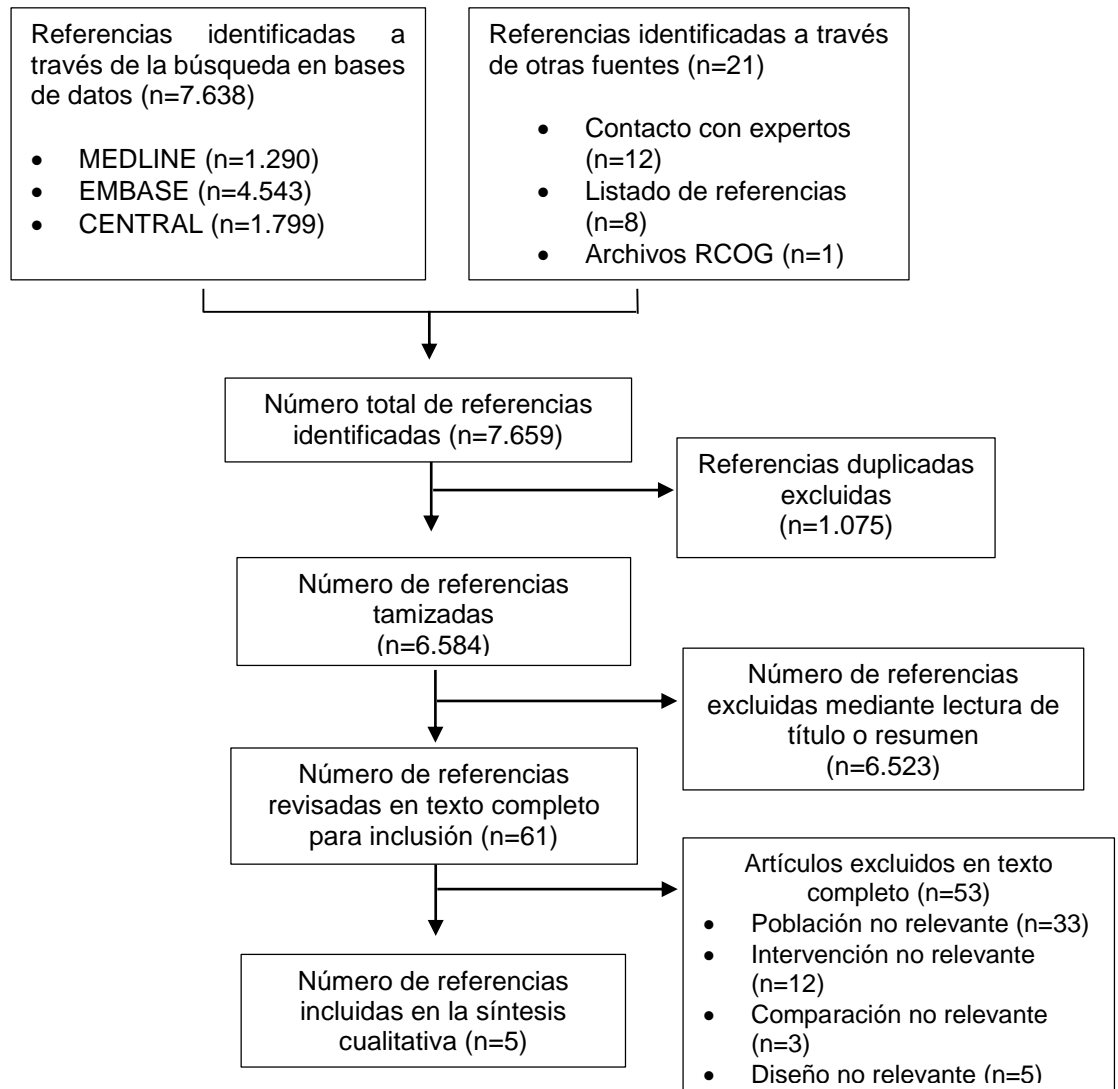 Referencias identificadas a
través de la búsqueda en bases
de datos (n=7.638)
• MEDLINE (n=1.290)
• EMBASE (n=4.543)
• CENTRAL (n=1.799)
Referencias identificadas a través
de otras fuentes (n=21)
• Contacto con expertos
(n=12)
• Listado de referencias
(n=8)
• Archivos RCOG (n=1)
Número total de referencias
identificadas (n=7.659)
Referencias duplicadas
excluidas
(n=1.075)
Número de referencias
tamizadas
(n=6.584)
Número de referencias
excluidas mediante lectura de
título o resumen
(n=6.523)
Número de referencias
revisadas en texto completo
para inclusión (n=61)
Artículos excluidos en texto
completo (n=53)
• Población no relevante (n=33)
• Intervención no relevante
(n=12)
• Comparación no relevante
(n=3)
• Diseño no relevante (n=5)
Número de referencias
incluidas en la síntesis
cualitativa (n=5)